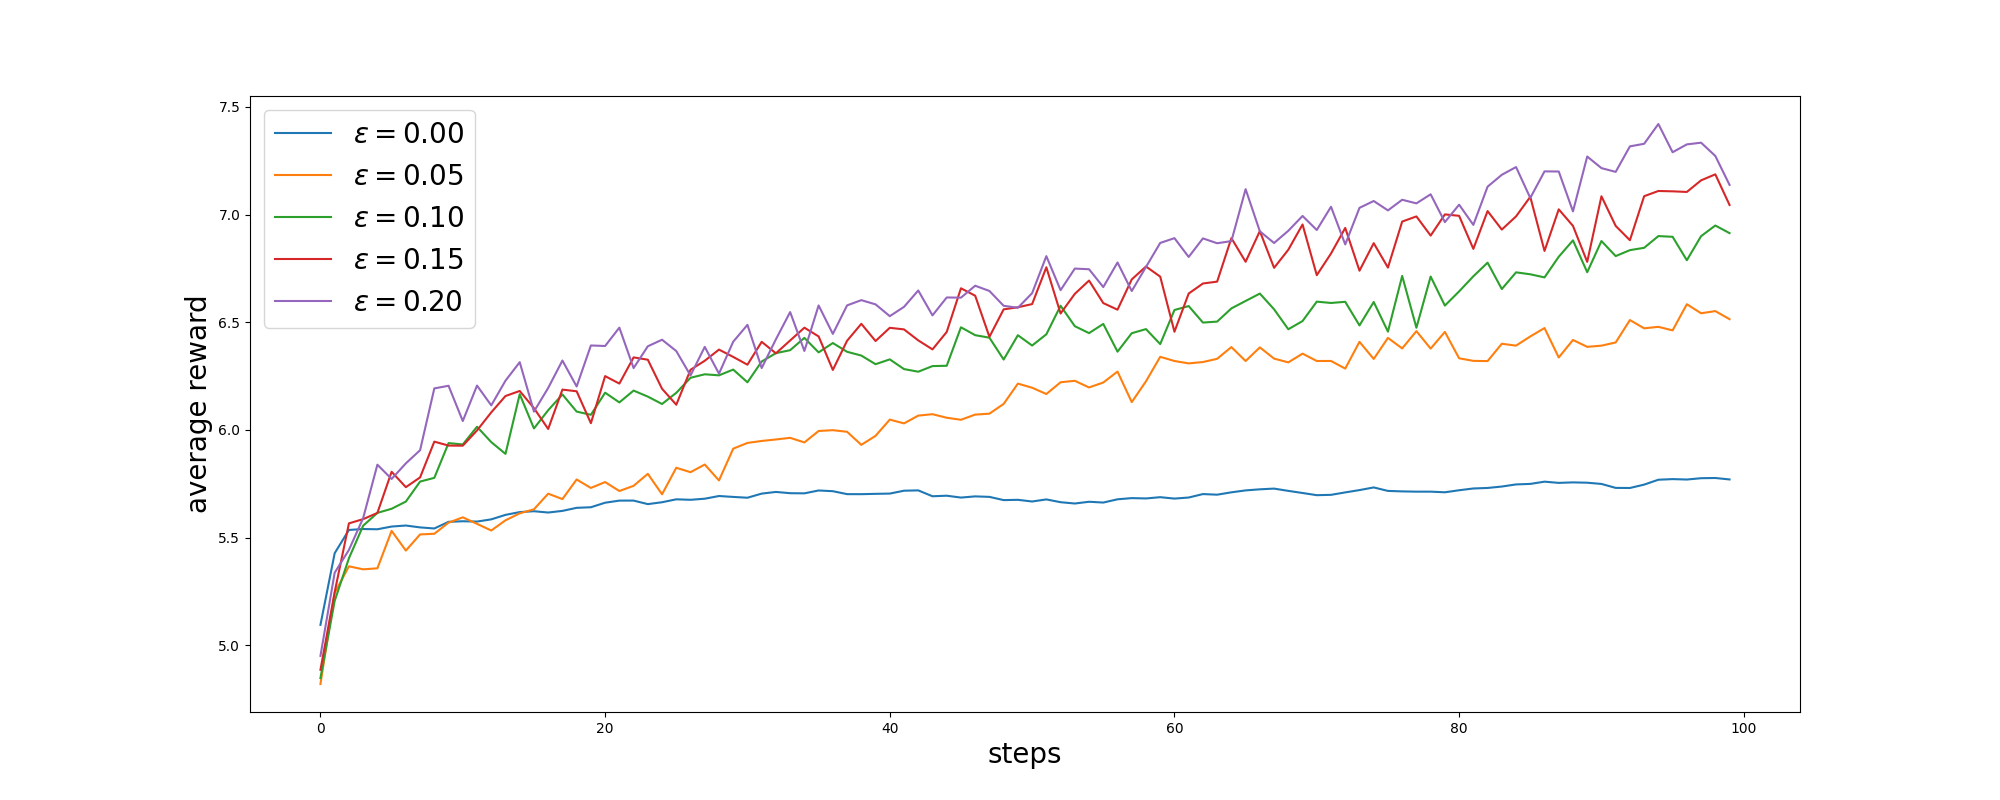 7.5
7.0
6.5
6.0
5.5
5.0
average reward
ε = 0.00
ε = 0.05
ε = 0.10
ε = 0.15
ε = 0.20
0 20 40 60 80 100
steps